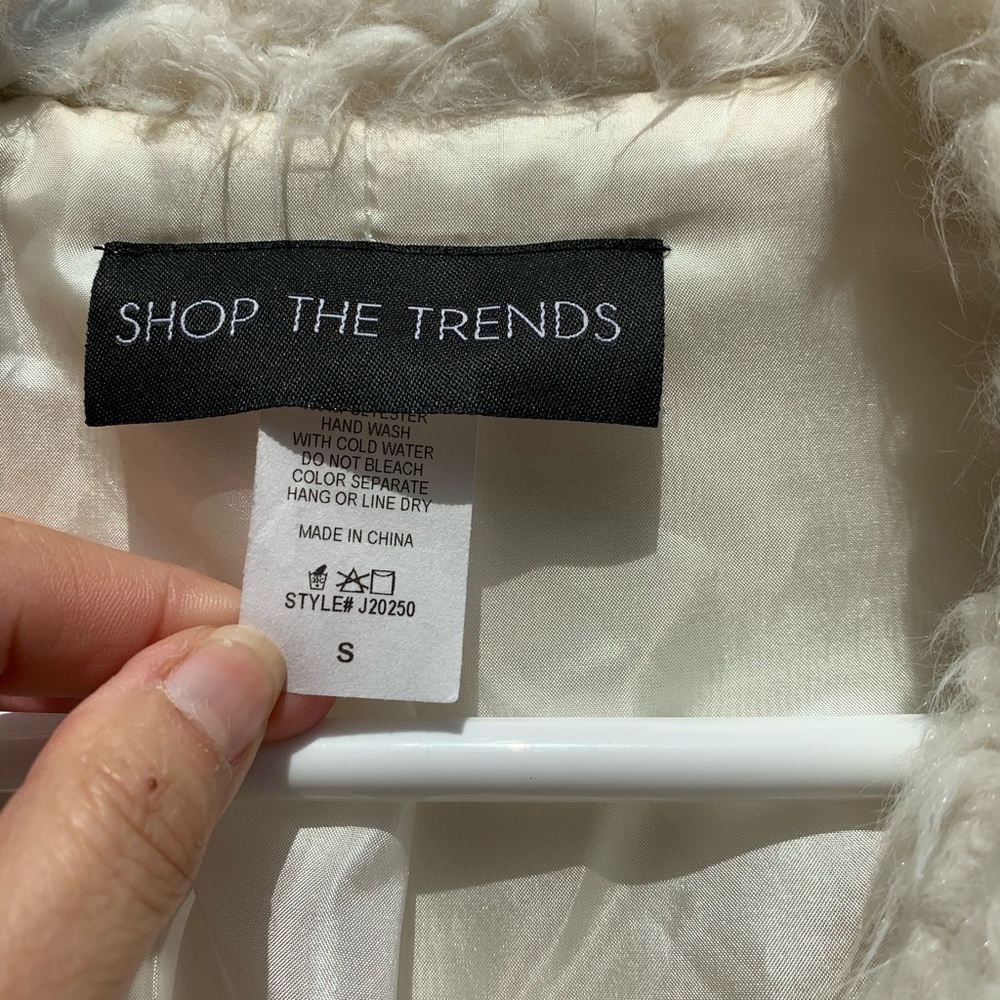 SHOP THE TRENDS
HAND WASH
WITH COLD WATER
DO NOT BLEACH
COLOR SEPARATE
HANG OR LINE DRY
MADE IN CHINA
STYLE# J20250
S